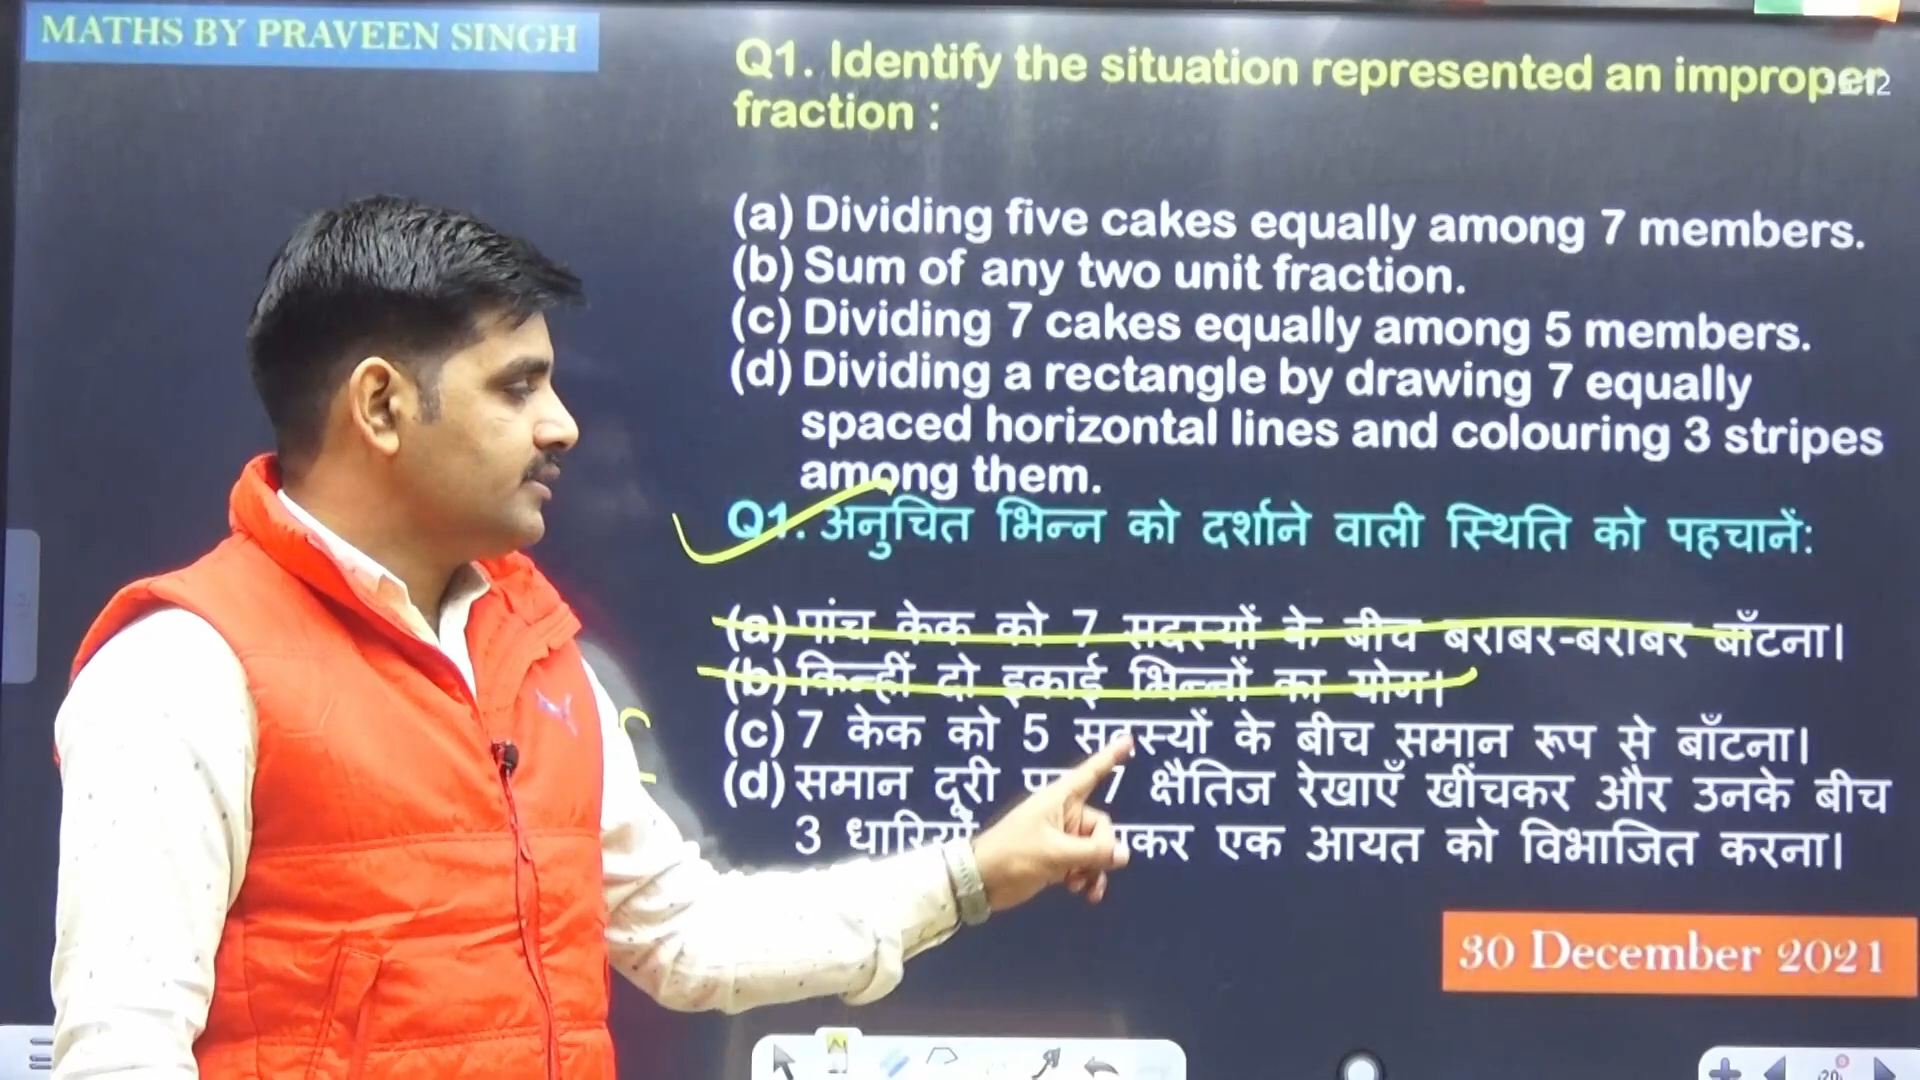 MATHS BY PRAVEEN SINGH
Q1. Identify the situation represented an improper
fraction :
(a) Dividing five cakes equally among 7 members.
(b) Sum of any two unit fraction.
(c) Dividing 7 cakes equally among 5 members.
(d) Dividing a rectangle by drawing 7 equally
spaced horizontal lines and colouring 3 stripes
among them.
Q1. अनुचित भिन्न को दर्शाने वाली स्थिति को पहचानें:
(a) पांच केक को 7 सदस्यों के बीच बराबर-बराबर बाँटना।
(b) किन्हीं दो इकाई भिन्नों का योग।
(c) 7 केक को 5 सदस्यों के बीच समान रूप से बाँटना।
(d) समान दूरी 7 क्षैतिज रेखाएँ खींचकर और उनके बीच
3 एक आयत को विभाजित करना।
30 December 2021